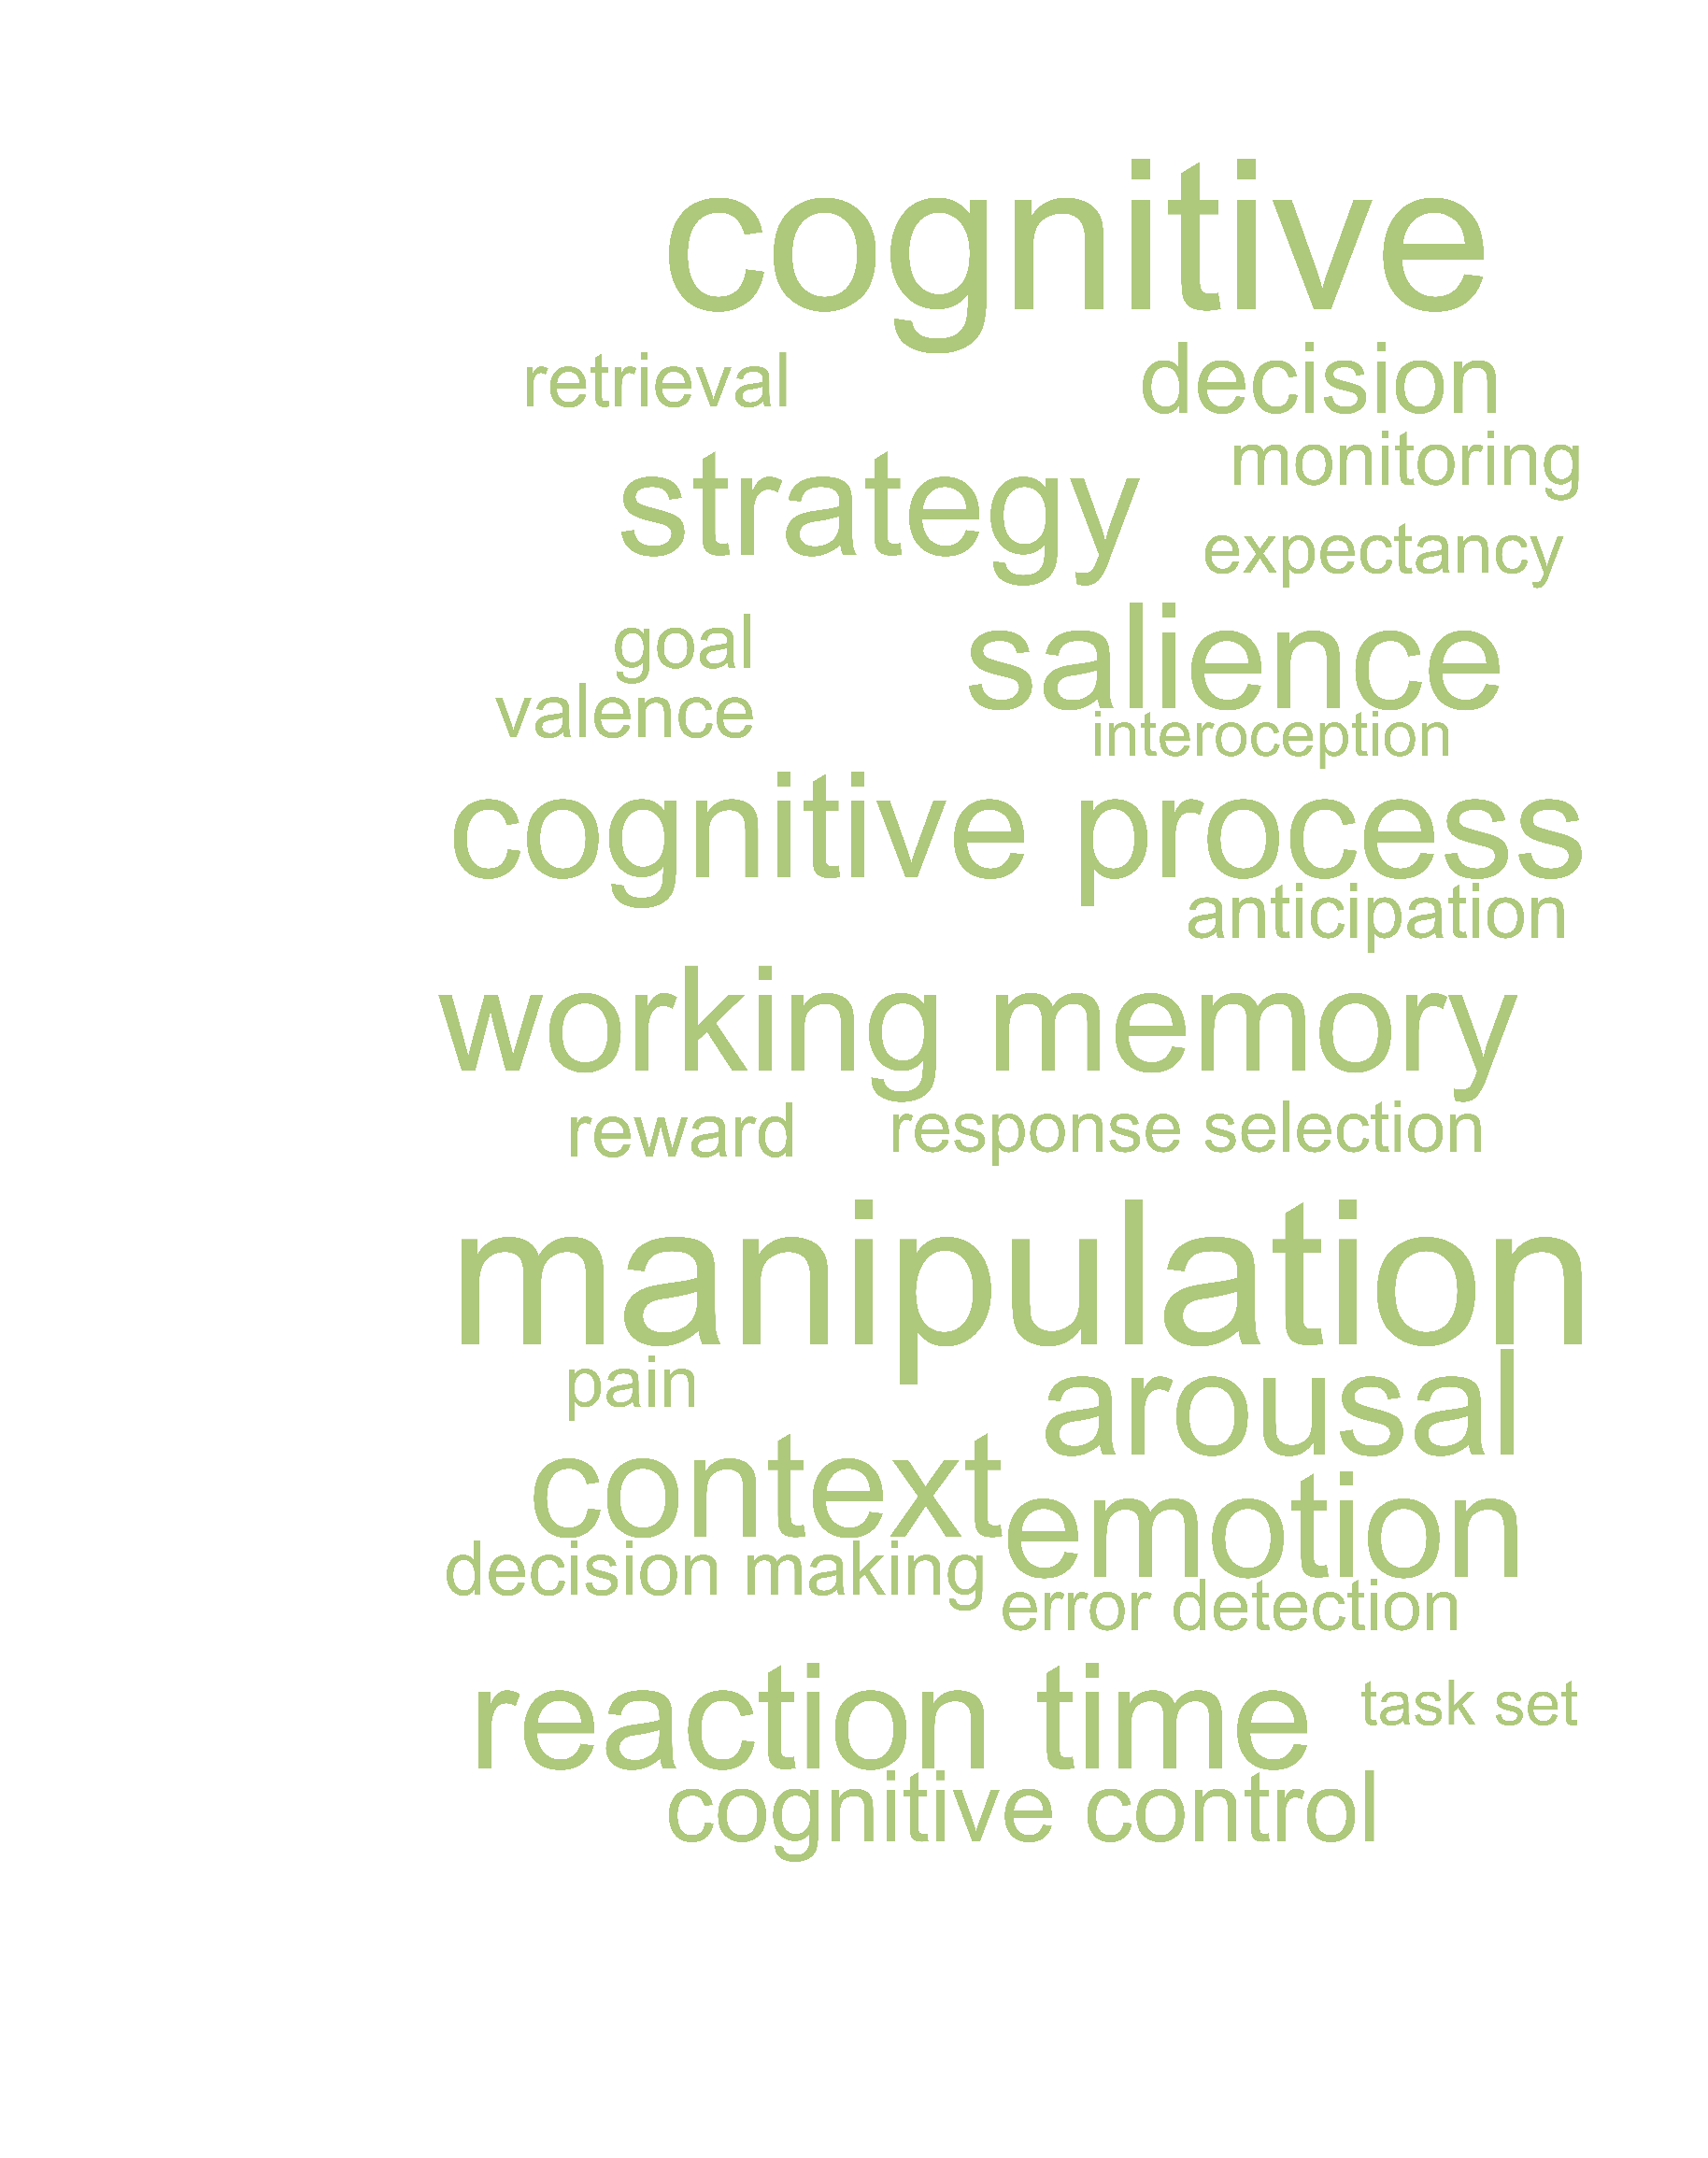 cognitive
retrieval decision
monitoring
strategy
expectancy
goal
salience
valence
interoception
cognitive process
anticipation
working memory
reward response selection
manipulation
pain
arousal
context
emotion
decision making
error detection
reaction time task set
cognitive control